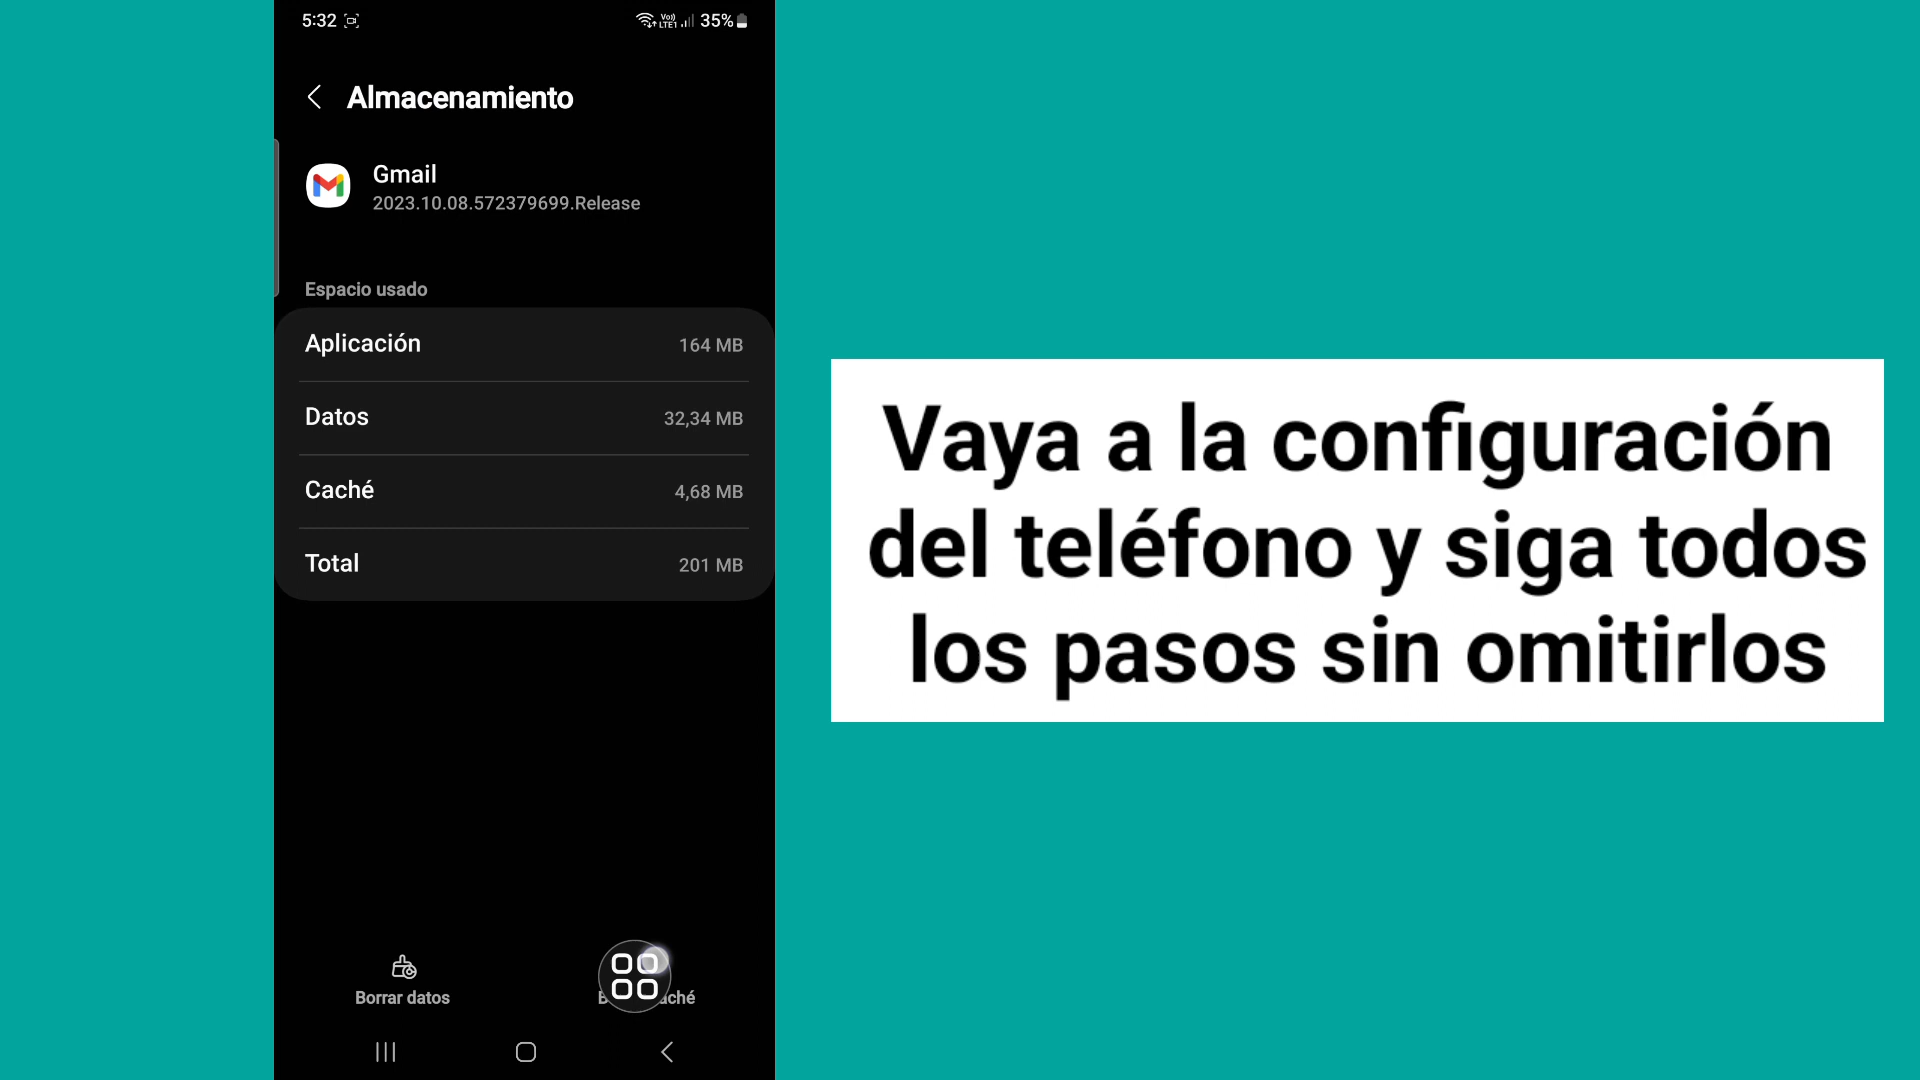 5:32
Vo))
LTE1
35%
Almacenamiento
Gmail
2023.10.08.572379699.Release
Espacio usado
Aplicación 164 MB
Datos 32,34 MB
Caché 4,68 MB
Total 201 MB
Borrar datos
Vaya a la configuración
del teléfono y siga todos
los pasos sin omitirlos